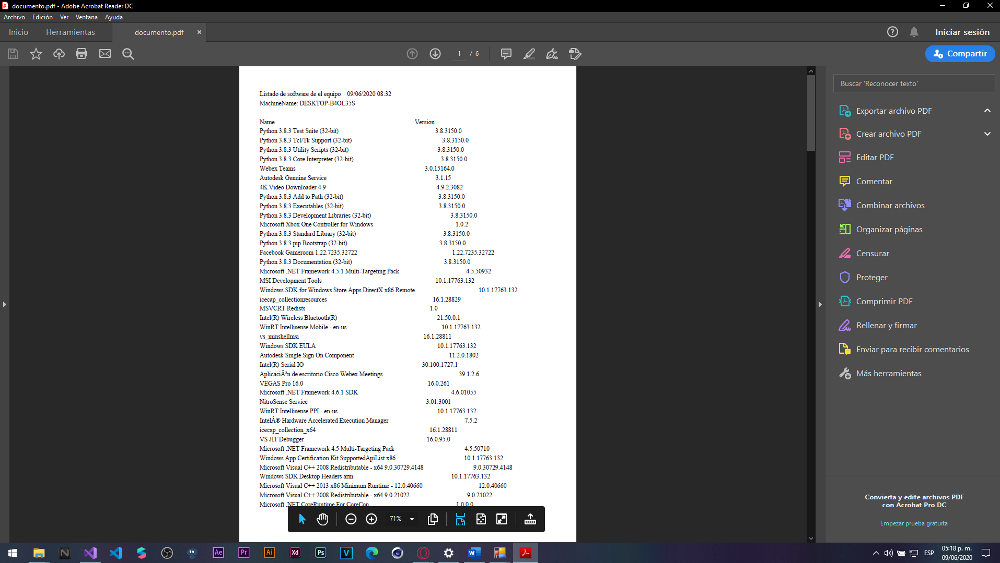 documento.pdf - Adobe Acrobat Reader DC
Archivo Edición Ver Ventana Ayuda
Inicio Herramientas documento.pdf × Iniciar sesión
1 / 6 Compartir
Listado de software de el equipo 09/06/2020 08:32
MachineName: DESKTOP-B4OL35S
Name Version
Python 3.8.3 Test Suite (32-bit) 3.8.3150.0
Python 3.8.3 Tcl/Tk Support (32-bit) 3.8.3150.0
Python 3.8.3 Utility Scripts (32-bit) 3.8.3150.0
Python 3.8.3 Core Interpreter (32-bit) 3.8.3150.0
Webex Teams 3.0.15164.0
Autodesk Genuine Service 3.1.15
4K Video Downloader 4.9 4.9.2.3082
Python 3.8.3 Add to Path (32-bit) 3.8.3150.0
Python 3.8.3 Executables (32-bit) 3.8.3150.0
Python 3.8.3 Development Libraries (32-bit) 3.8.3150.0
Microsoft Xbox One Controller for Windows 1.0.2
Python 3.8.3 Standard Library (32-bit) 3.8.3150.0
Python 3.8.3 pip Bootstrap (32-bit) 3.8.3150.0
Facebook Gameroom 1.22.7235.32722 1.22.7235.32722
Python 3.8.3 Documentation (32-bit) 3.8.3150.0
Microsoft .NET Framework 4.5.1 Multi-Targeting Pack 4.5.50932
MSI Development Tools 10.1.17763.132
Windows SDK for Windows Store Apps DirectX x86 Remote 10.1.17763.132
icecap_collectionresources 16.1.28829
MSVCRT Redists 1.0
Intel(R) Wireless Bluetooth(R) 21.50.0.1
WinRT Intellisense Mobile - en-us 10.1.17763.132
vs_minshellmsi 16.1.28811
Windows SDK EULA 10.1.17763.132
Autodesk Single Sign On Component 11.2.0.1802
Intel(R) Serial IO 30.100.1727.1
AplicaciÃ³n de escritorio Cisco Webex Meetings 39.1.2.6
VEGAS Pro 16.0 16.0.261
Microsoft .NET Framework 4.6.1 SDK 4.6.01055
NitroSense Service 3.01.3001
WinRT Intellisense PPI - en-us 10.1.17763.132
IntelÂ® Hardware Accelerated Execution Manager 7.5.2
icecap_collection_x64 16.1.28811
VS JIT Debugger 16.0.95.0
Microsoft .NET Framework 4.5 Multi-Targeting Pack 4.5.50710
Windows App Certification Kit SupportedApiList x86 10.1.17763.132
Microsoft Visual C++ 2008 Redistributable - x64 9.0.30729.4148 9.0.30729.4148
Windows SDK Desktop Headers arm 10.1.17763.132
Microsoft Visual C++ 2013 x86 Minimum Runtime - 12.0.40660 12.0.40660
Microsoft Visual C++ 2008 Redistributable - x64 9.0.21022 9.0.21022
Microsoft .NET CoreRuntime For CoreCon 1.0.0.0
71%
Buscar 'Reconocer texto'
Exportar archivo PDF
Crear archivo PDF
Editar PDF
Comentar
Combinar archivos
Organizar páginas
Censurar
Proteger
Comprimir PDF
Rellenar y firmar
Enviar para recibir comentarios
Más herramientas
Convierta y edite archivos PDF
con Acrobat Pro DC
Empezar prueba gratuita
N Ae Pr Ai Xd Ps V W ESP 05:18 p. m.
09/06/2020